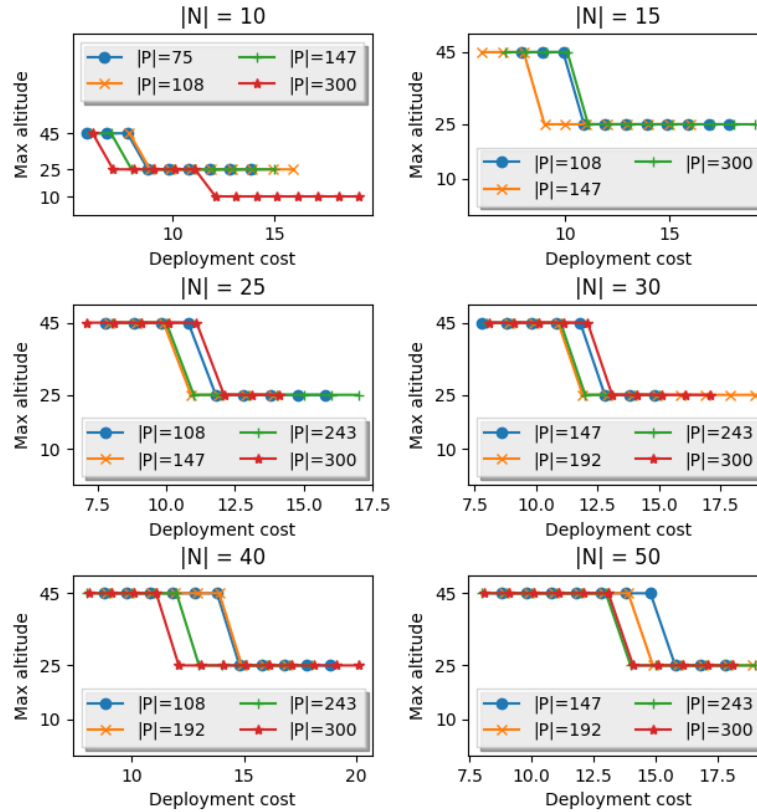 |N| = 10
Max altitude
45
25
10
|P|=75
|P|=147
|P|=108
|P|=300
10
15
Deployment cost
|N| = 15
Max altitude
45
25
10
|P|=108
|P|=300
|P|=147
10
15
Deployment cost
|N| = 25
Max altitude
45
25
10
|P|=108
|P|=243
|P|=147
|P|=300
7.5
10.0
12.5
15.0
17.5
Deployment cost
|N| = 30
Max altitude
45
25
10
|P|=147
|P|=243
|P|=192
|P|=300
7.5
10.0
12.5
15.0
17.5
Deployment cost
|N| = 40
Max altitude
45
25
10
|P|=108
|P|=243
|P|=192
|P|=300
10
15
20
Deployment cost
|N| = 50
Max altitude
45
25
10
|P|=147
|P|=243
|P|=192
|P|=300
7.5
10.0
12.5
15.0
17.5
Deployment cost